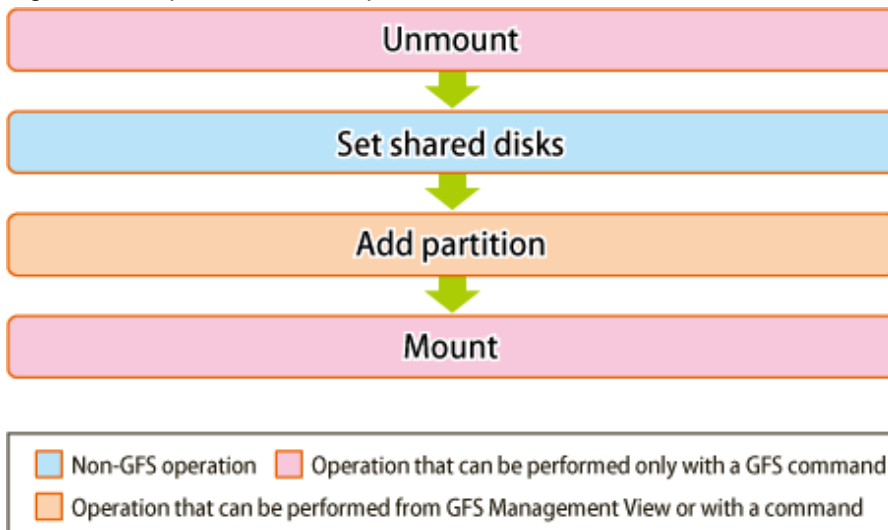 Unmount
Set shared disks
Add partition
Mount
Non-GFS operation Operation that can be performed only with a GFS command
Operation that can be performed from GFS Management View or with a command